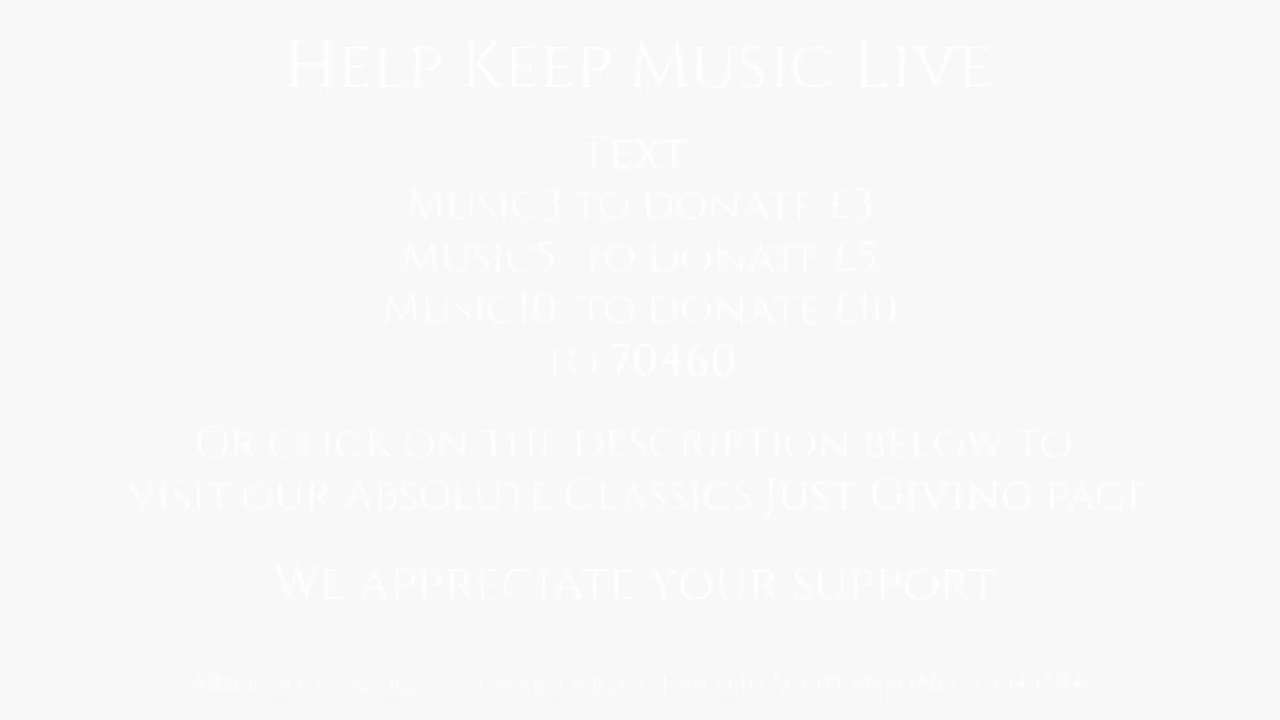 Help Keep Music Live
Text
Music3 to donate £3
Music5 to donate £5
Music10 to donate £10
to 70460
Or click on the description below to
visit our Absolute Classics Just Giving page
We appreciate your support